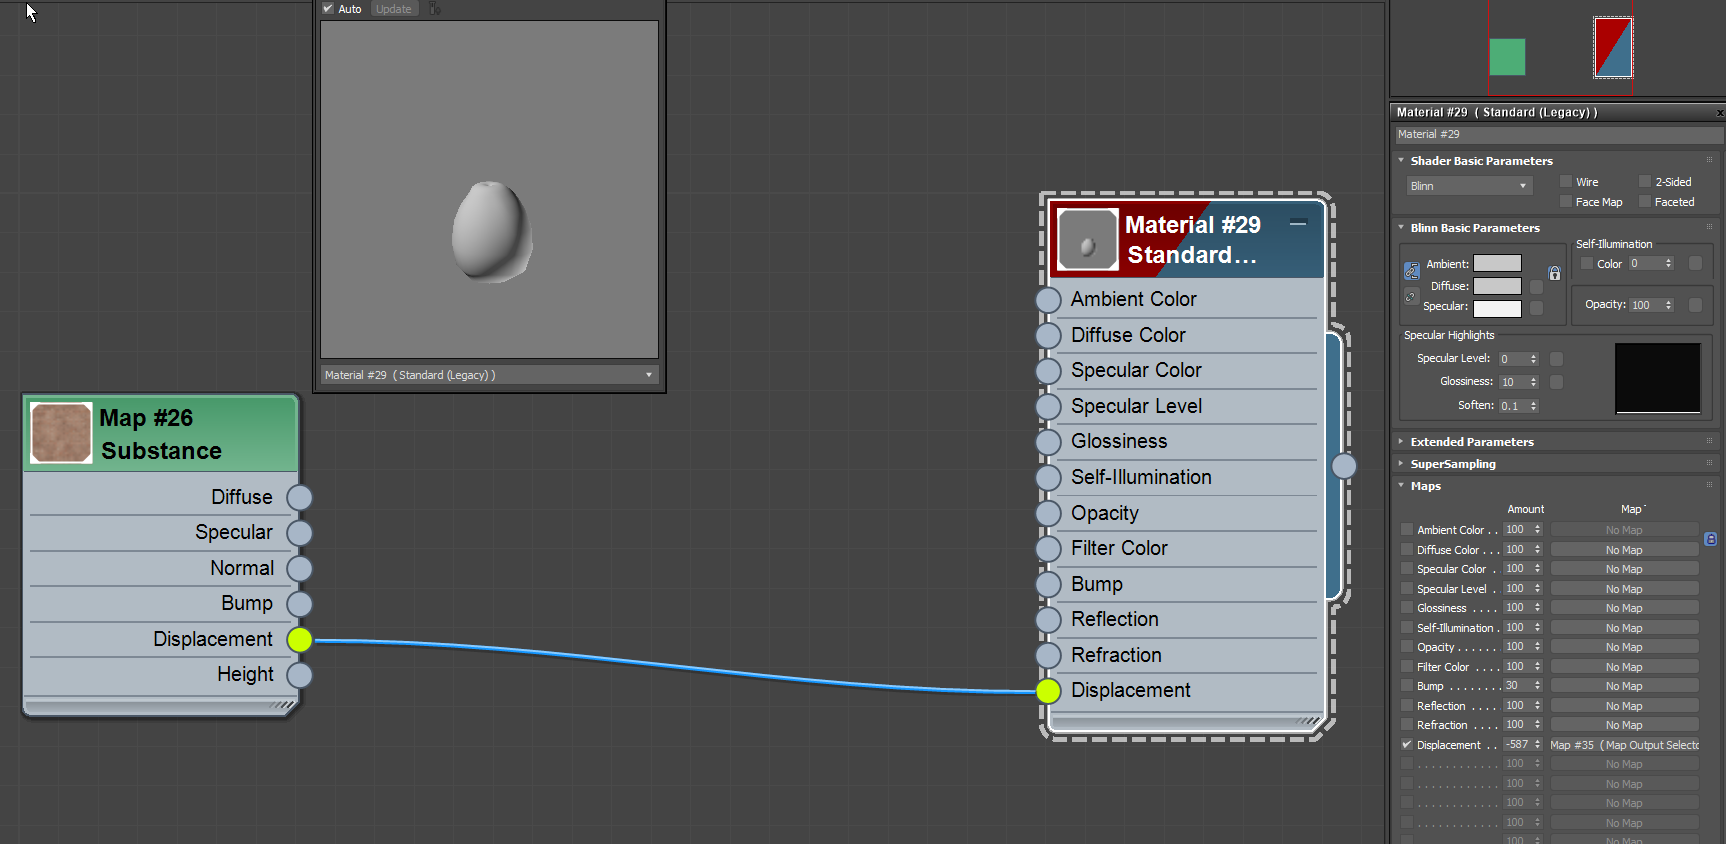 Auto
Update
Material #29 ( Standard (Legacy) )
Map #26
Substance
Diffuse
Specular
Normal
Bump
Displacement
Height
Material #29
Standard...
Ambient Color
Diffuse Color
Specular Color
Specular Level
Glossiness
Self-Illumination
Opacity
Filter Color
Bump
Reflection
Refraction
Displacement
Material #29 ( Standard (Legacy) ) x
Material #29
Shader Basic Parameters
Blinn
Wire
2-Sided
Face Map
Faceted
Blinn Basic Parameters
Self-Illumination
Ambient:
Color 0
Diffuse:
Specular:
Opacity: 100
Specular Highlights
Specular Level: 0
Glossiness: 10
Soften: 0.1
Extended Parameters
SuperSampling
Maps
Amount Map
Ambient Color . . 100 No Map
Diffuse Color . . . 100 No Map
Specular Color . 100 No Map
Specular Level . 100 No Map
Glossiness . . . . 100 No Map
Self-Illumination . 100 No Map
Opacity . . . . . . 100 No Map
Filter Color . . . . 100 No Map
Bump . . . . . . . . 30 No Map
Reflection . . . . 100 No Map
Refraction . . . . 100 No Map
Displacement . . -587 Map #35 ( Map Output Selecto
. . . . . . . . . . . . 100 No Map
. . . . . . . . . . . . 100 No Map
. . . . . . . . . . . . 100 No Map
. . . . . . . . . . . . 100 No Map
. . . . . . . . . . . . 100 No Map